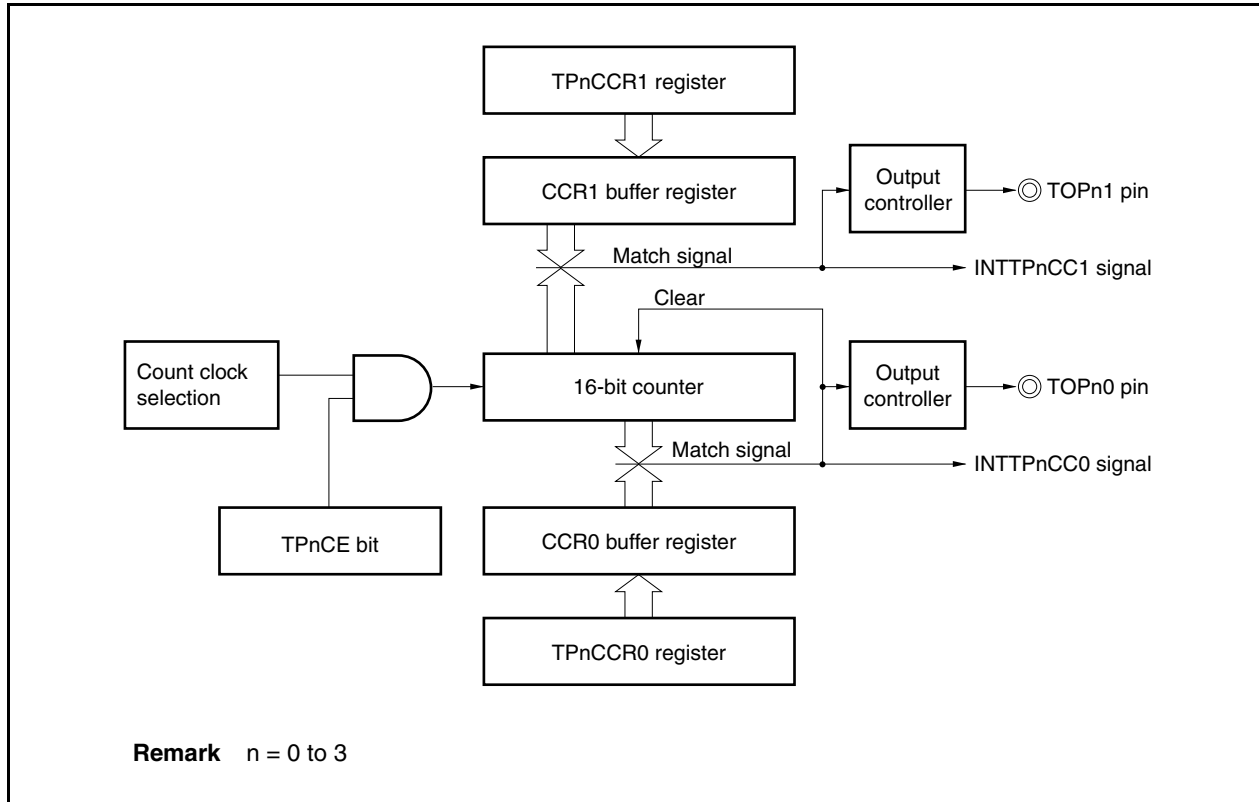 TPnCCR1 register
CCR1 buffer register
Output
controller
TOPn1 pin
Match signal
INTTPnCC1 signal
Clear
Count clock
selection
16-bit counter
Output
controller
TOPn0 pin
Match signal
INTTPnCC0 signal
TPnCE bit
CCR0 buffer register
TPnCCR0 register
Remark n = 0 to 3